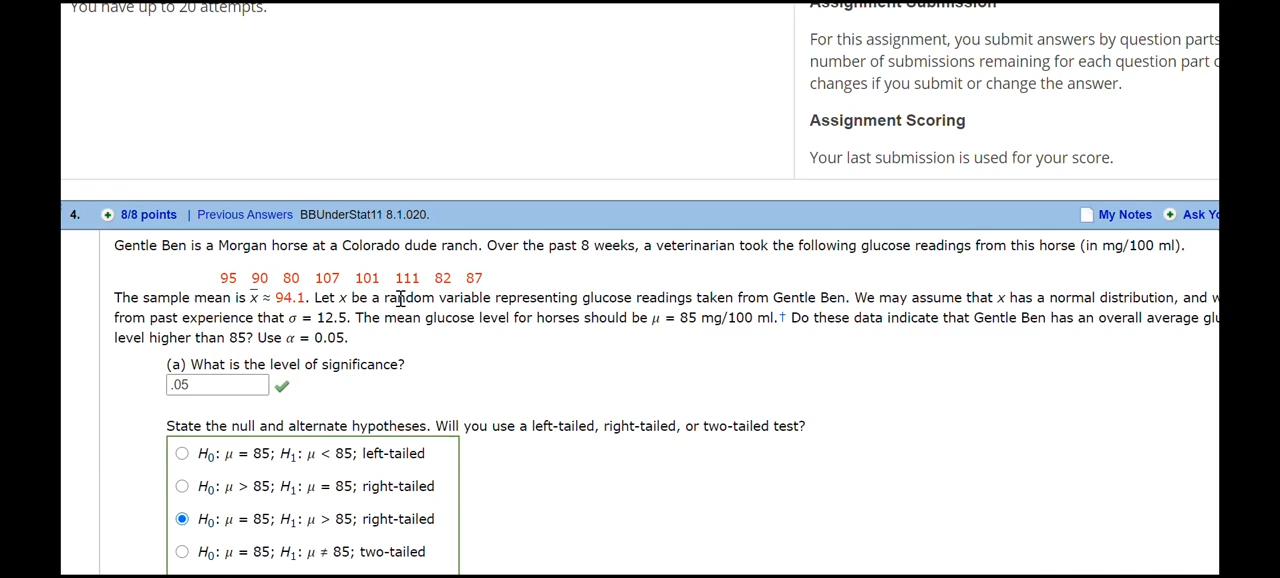 You have up to 20 attempts.
Assignment Submission
For this assignment, you submit answers by question parts
number of submissions remaining for each question part
changes if you submit or change the answer.
Assignment Scoring
Your last submission is used for your score.
4. 8/8 points | Previous Answers BBUnderStat11 8.1.020. My Notes Ask
Gentle Ben is a Morgan horse at a Colorado dude ranch. Over the past 8 weeks, a veterinarian took the following glucose readings from this horse (in mg/100 ml).
95 90 80 107 101 111 82 87
The sample mean is x̅ ≈ 94.1. Let x be a random variable representing glucose readings taken from Gentle Ben. We may assume that x has a normal distribution, and
from past experience that σ = 12.5. The mean glucose level for horses should be μ = 85 mg/100 ml.† Do these data indicate that Gentle Ben has an overall average
level higher than 85? Use α = 0.05.
(a) What is the level of significance?
.05
State the null and alternate hypotheses. Will you use a left-tailed, right-tailed, or two-tailed test?
H₀: μ = 85; H₁: μ < 85; left-tailed
H₀: μ > 85; H₁: μ = 85; right-tailed
H₀: μ = 85; H₁: μ > 85; right-tailed
H₀: μ = 85; H₁: μ ≠ 85; two-tailed